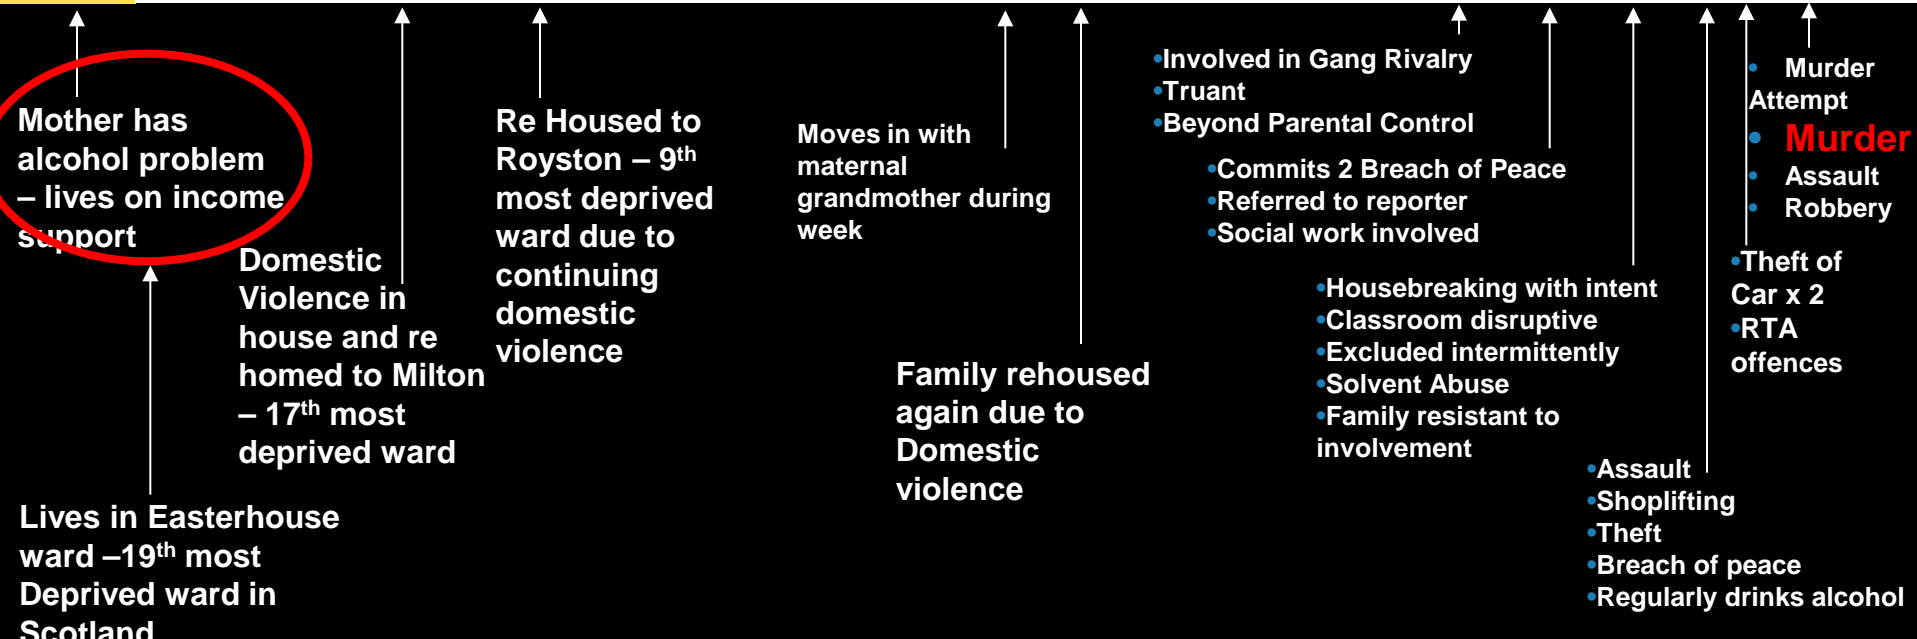 Mother has
alcohol problem
– lives on income
support
Lives in Easterhouse
ward –19th most
Deprived ward in
Scotland
Domestic
Violence in
house and re
homed to Milton
– 17th most
deprived ward
Re Housed to
Royston – 9th
most deprived
ward due to
continuing
domestic
violence
Moves in with
maternal
grandmother during
week
Family rehoused
again due to
Domestic
violence
•Involved in Gang Rivalry
•Truant
•Beyond Parental Control
•Commits 2 Breach of Peace
•Referred to reporter
•Social work involved
•Housebreaking with intent
•Classroom disruptive
•Excluded intermittently
•Solvent Abuse
•Family resistant to
involvement
•Assault
•Shoplifting
•Theft
•Breach of peace
•Regularly drinks alcohol
•Theft of
Car x 2
•RTA
offences
• Murder
Attempt
• Murder
• Assault
• Robbery